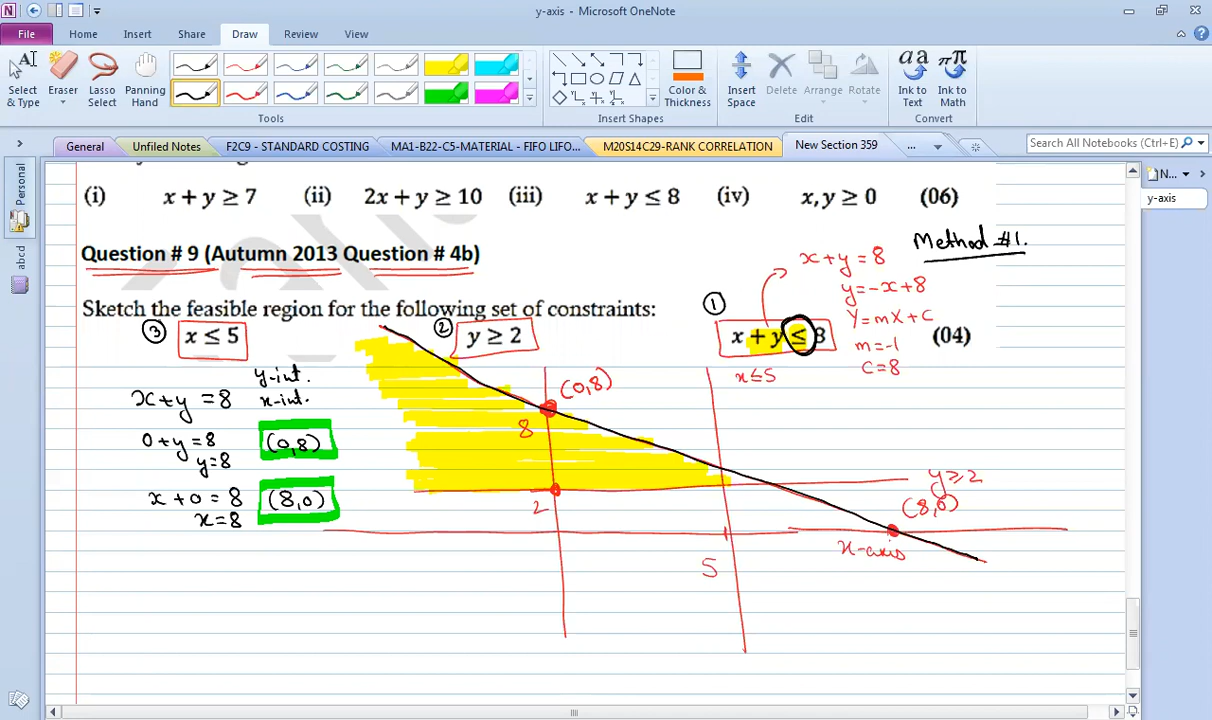 y-axis - Microsoft OneNote
File Home Insert Share Draw Review View
Select & Type
Eraser
Lasso Select
Panning Hand
Color & Thickness
Insert Space
Delete
Arrange
Rotate
Ink to Text
Ink to Math
Tools
Insert Shapes
Edit
Convert
General Unfiled Notes F2C9 - STANDARD COSTING MA1-B22-C5-MATERIAL - FIFO LIFO... M20S14C29-RANK CORRELATION New Section 359 ... Search All Notebooks (Ctrl+E)
Personal
abcd
N...
y-axis
(i) x + y ≥ 7 (ii) 2x + y ≥ 10 (iii) x + y ≤ 8 (iv) x, y ≥ 0 (06)
Method #1.
Question # 9 (Autumn 2013 Question # 4b)
x+y = 8
y = -x+8
Y = mX + C
m = -1
C = 8
Sketch the feasible region for the following set of constraints:
③ x ≤ 5 ② y ≥ 2 ① x + y ≤ 8 (04)
x ≤ 5
y-int.
x-int.
x+y = 8
0+y = 8
y = 8
(0,8)
x+0 = 8
x = 8
(8,0)
(0,8)
8
2
y ≥ 2
(8,0)
x-axis
5